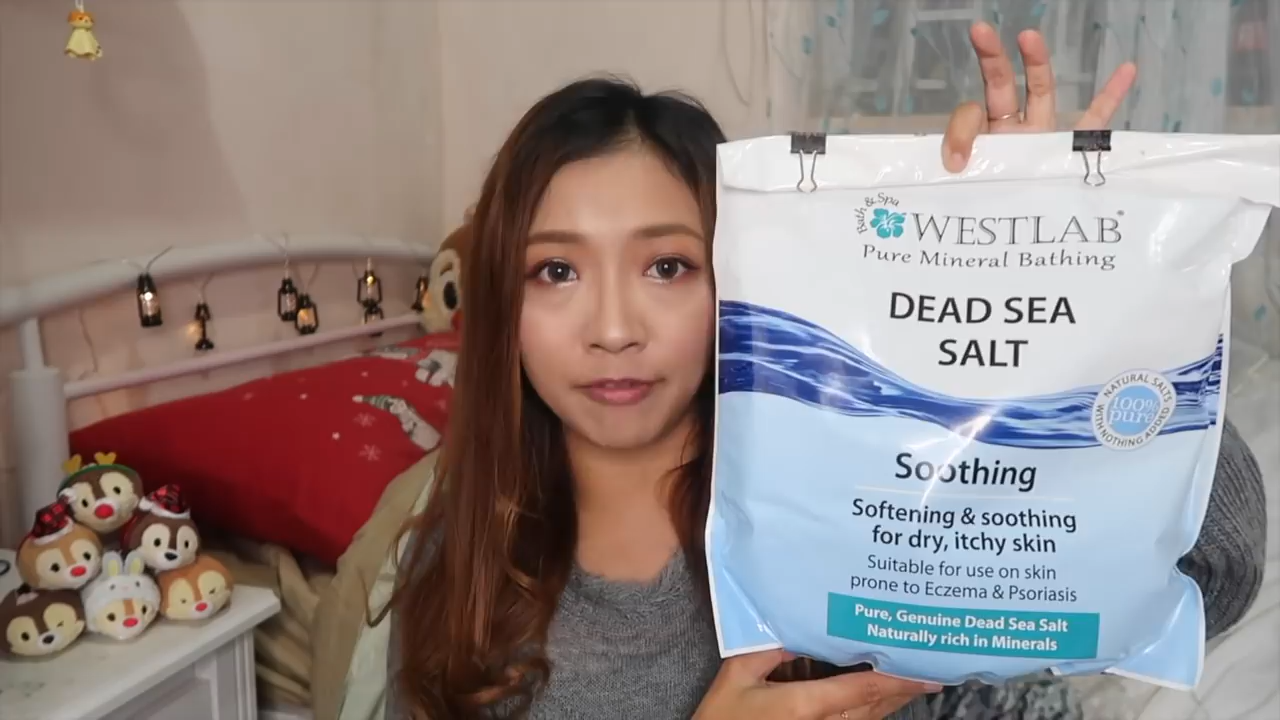 Bath & Spa
WESTLAB®
Pure Mineral Bathing
DEAD SEA
SALT
NATURAL SALTS
100%
pure
WITH NOTHING ADDED
Soothing
Softening & soothing
for dry, itchy skin
Suitable for use on skin
prone to Eczema & Psoriasis
Pure, Genuine Dead Sea Salt
Naturally rich in Minerals